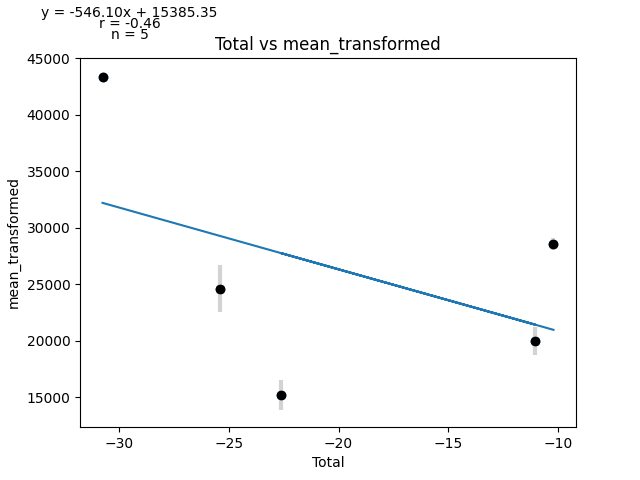 y = -546.10x + 15385.35
r = -0.46
n = 5
Total vs mean_transformed
45000
40000
35000
30000
25000
20000
15000
mean_transformed
−30
−25
−20
−15
−10
Total